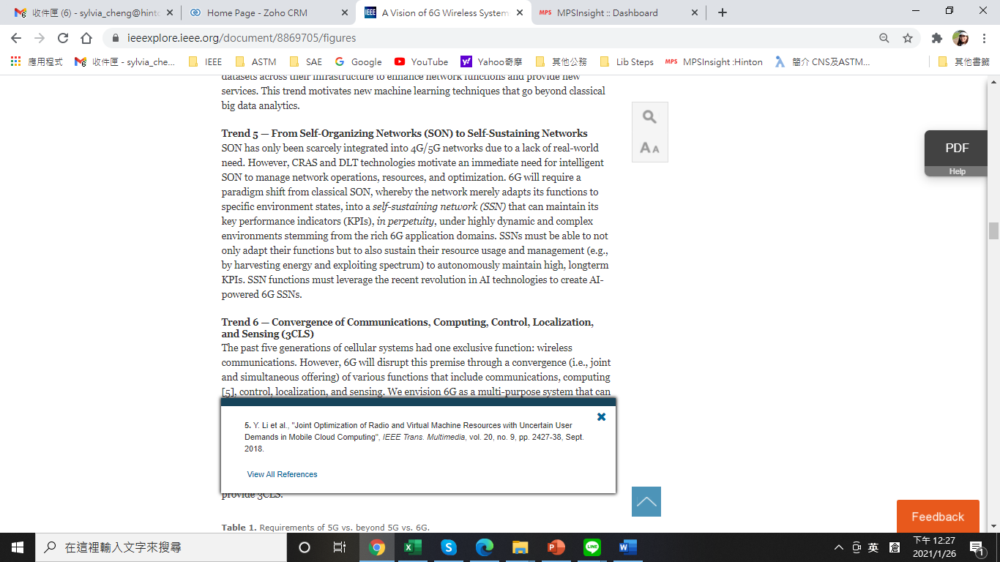 收件匣 (6) - sylvia_cheng@hint
Home Page - Zoho CRM
IEEE
A Vision of 6G Wireless System
MPS
MPSInsight :: Dashboard
ieeexplore.ieee.org/document/8869705/figures
應用程式
收件匣 - sylvia_che...
IEEE
ASTM
SAE
Google
YouTube
Yahoo奇摩
其他公務
Lib Steps
MPS MPSInsight :Hinton
簡介 CNS及ASTM...
其他書籤
datasets across their infrastructure to enhance network functions and provide new
services. This trend motivates new machine learning techniques that go beyond classical
big data analytics.
Trend 5 — From Self-Organizing Networks (SON) to Self-Sustaining Networks
SON has only been scarcely integrated into 4G/5G networks due to a lack of real-world
need. However, CRAS and DLT technologies motivate an immediate need for intelligent
SON to manage network operations, resources, and optimization. 6G will require a
paradigm shift from classical SON, whereby the network merely adapts its functions to
specific environment states, into a self-sustaining network (SSN) that can maintain its
key performance indicators (KPIs), in perpetuity, under highly dynamic and complex
environments stemming from the rich 6G application domains. SSNs must be able to not
only adapt their functions but to also sustain their resource usage and management (e.g.,
by harvesting energy and exploiting spectrum) to autonomously maintain high, longterm
KPIs. SSN functions must leverage the recent revolution in AI technologies to create AI-
powered 6G SSNs.
Trend 6 — Convergence of Communications, Computing, Control, Localization,
and Sensing (3CLS)
The past five generations of cellular systems had one exclusive function: wireless
communications. However, 6G will disrupt this premise through a convergence (i.e., joint
and simultaneous offering) of various functions that include communications, computing
[5], control, localization, and sensing. We envision 6G as a multi-purpose system that can
5. Y. Li et al., "Joint Optimization of Radio and Virtual Machine Resources with Uncertain User
Demands in Mobile Cloud Computing", IEEE Trans. Multimedia, vol. 20, no. 9, pp. 2427-38, Sept.
2018.
View All References
provide 3CLS.
Table 1. Requirements of 5G vs. beyond 5G vs. 6G.
AA
PDF
Help
Feedback
在這裡輸入文字來搜尋
LINE
英
下午 12:27
2021/1/26
1